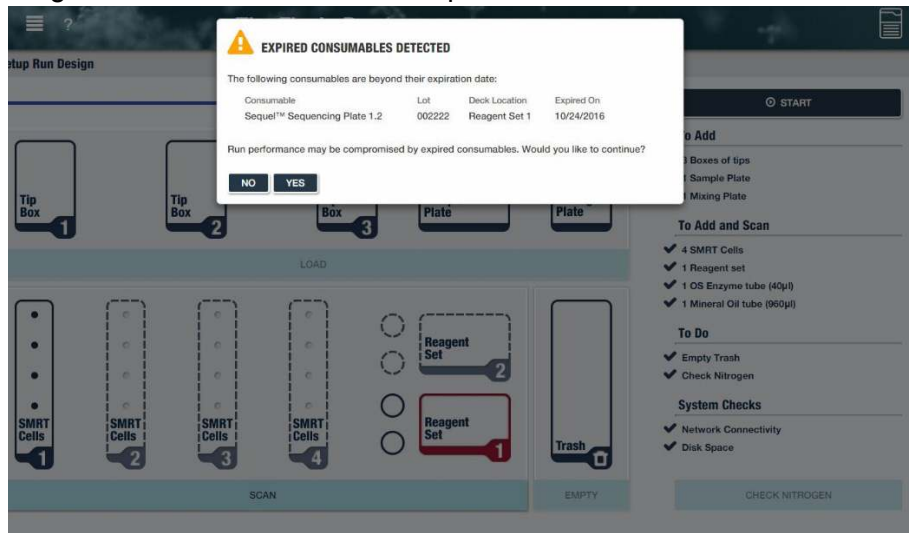 ?
etup Run Design
EXPIRED CONSUMABLES DETECTED
The following consumables are beyond their expiration date:
Consumable Lot Deck Location Expired On
Sequel™ Sequencing Plate 1.2 002222 Reagent Set 1 10/24/2016
Run performance may be compromised by expired consumables. Would you like to continue?
NO YES
START
o Add
Boxes of tips
Sample Plate
Mixing Plate
Tip
Box
1
Tip
Box
2
Box
3
Plate
Plate
LOAD
To Add and Scan
4 SMRT Cells
1 Reagent set
1 OS Enzyme tube (40µl)
1 Mineral Oil tube (960µl)
To Do
Empty Trash
Check Nitrogen
System Checks
Network Connectivity
Disk Space
SMRT
Cells
1
SMRT
Cells
2
SMRT
Cells
3
SMRT
Cells
4
Reagent
Set
2
Reagent
Set
1
Trash
SCAN
EMPTY
CHECK NITROGEN